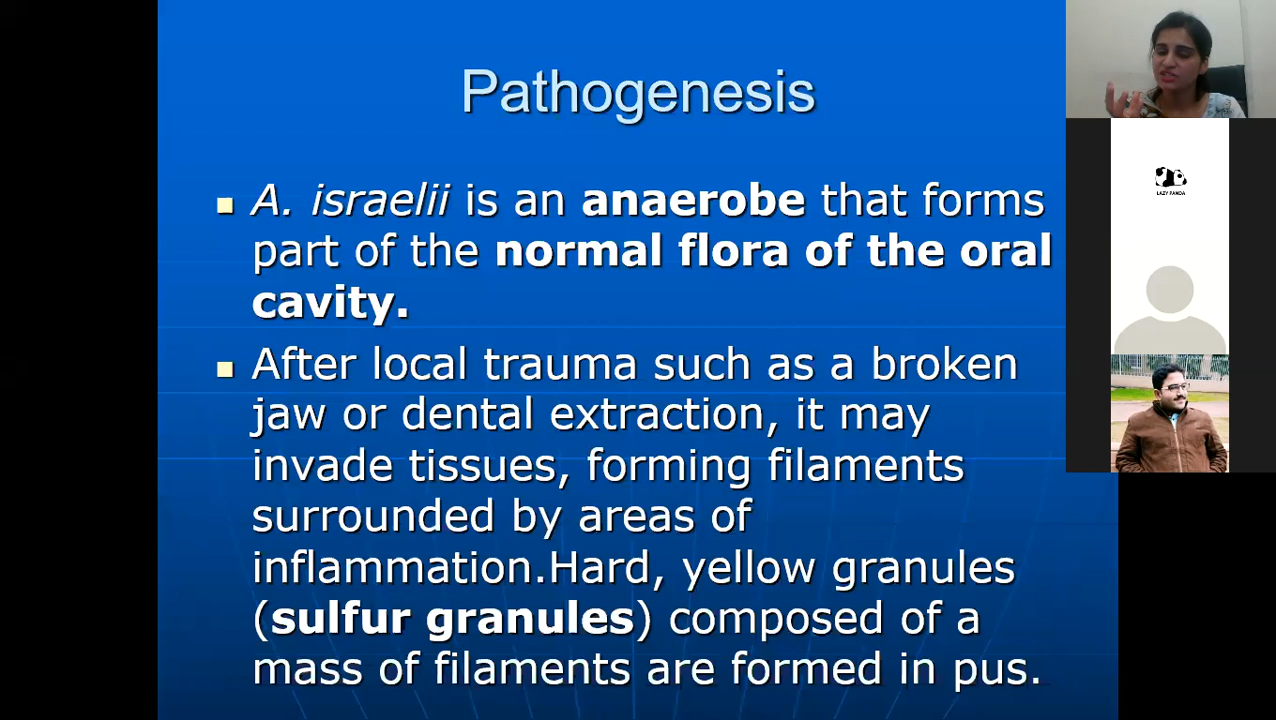 Pathogenesis
A. israelii is an anaerobe that forms
part of the normal flora of the oral
cavity.
After local trauma such as a broken
jaw or dental extraction, it may
invade tissues, forming filaments
surrounded by areas of
inflammation.Hard, yellow granules
(sulfur granules) composed of a
mass of filaments are formed in pus.
LAZY PANDA